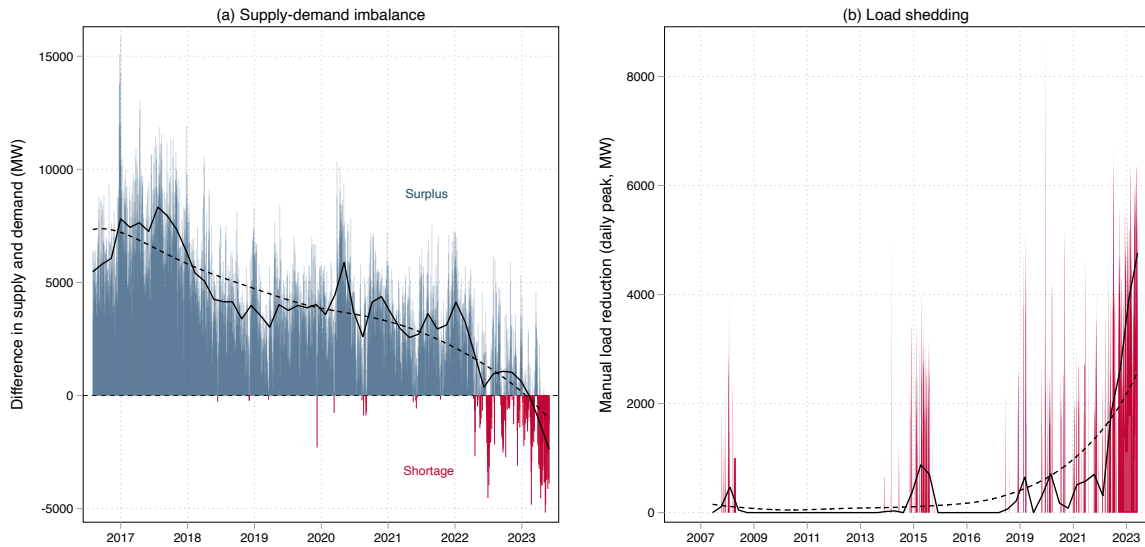 (a) Supply-demand imbalance
Difference in supply and demand (MW)
15000
10000
5000
0
-5000
Surplus
Shortage
2017 2018 2019 2020 2021 2022 2023
(b) Load shedding
Manual load reduction (daily peak, MW)
8000
6000
4000
2000
0
2007 2009 2011 2013 2014 2016 2018 2019 2021 2023